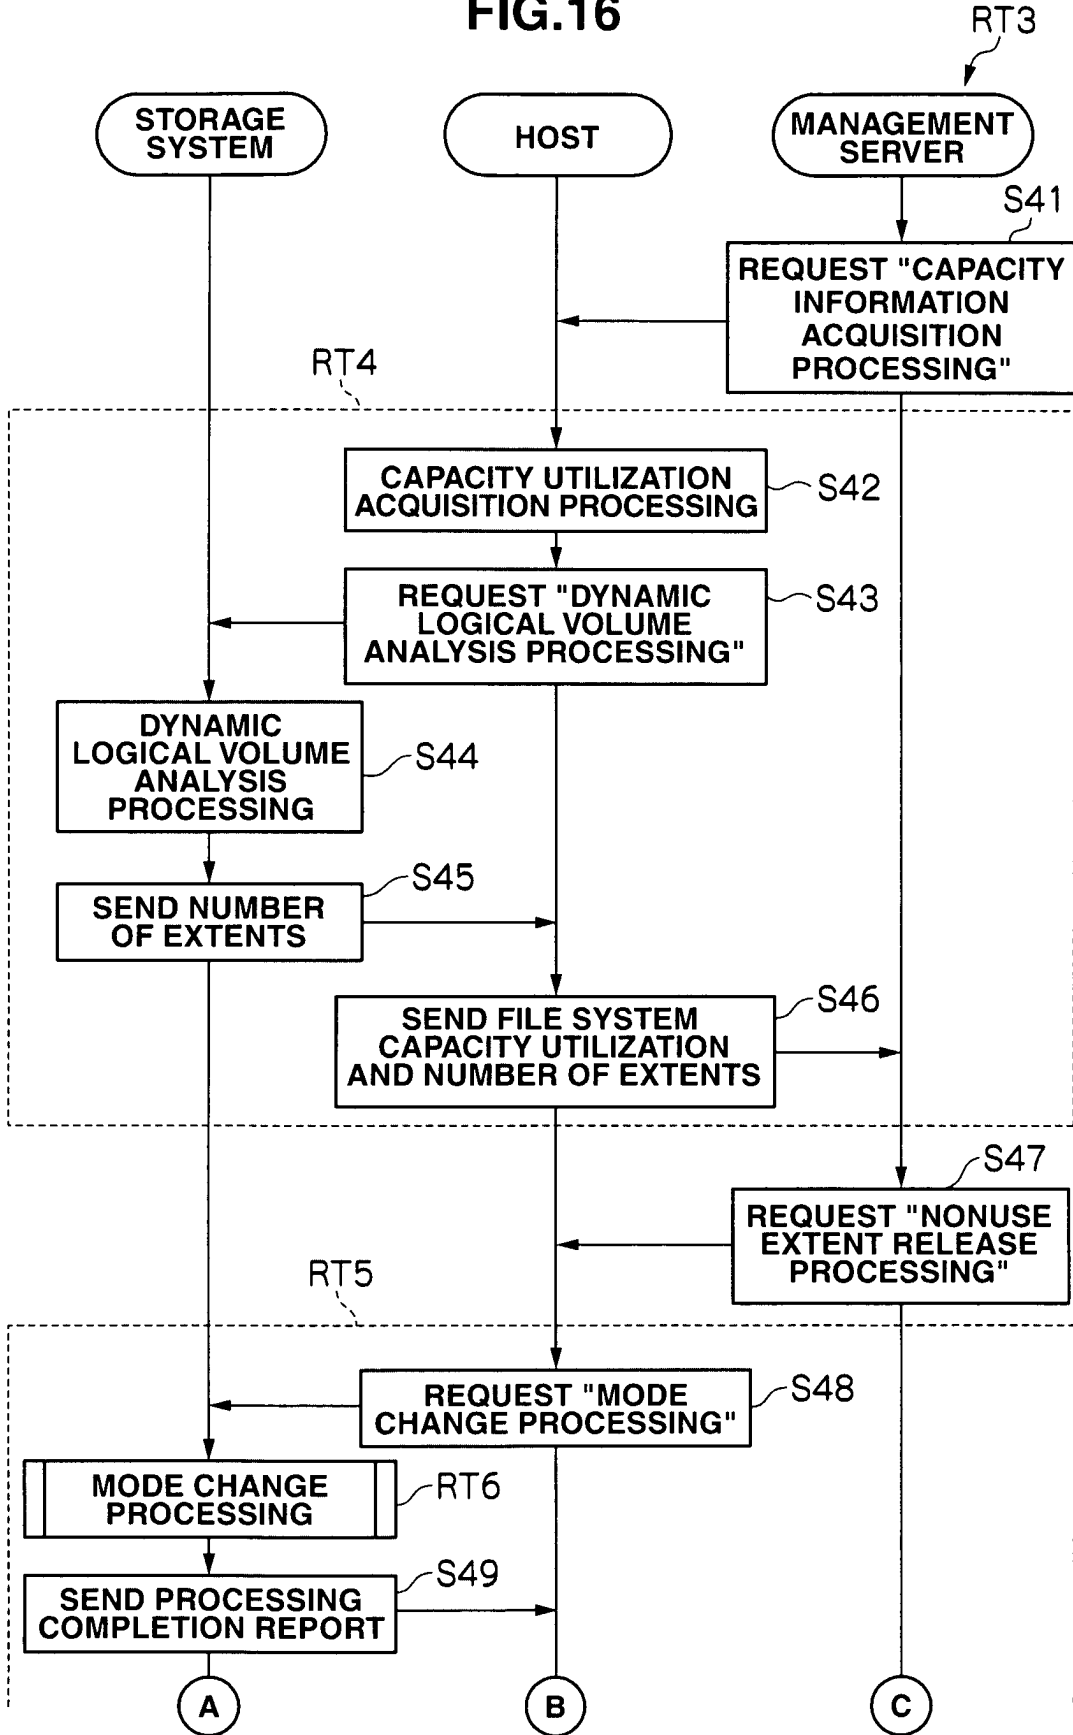 FIG.16
RT3
STORAGE
SYSTEM
HOST
MANAGEMENT
SERVER
S41
REQUEST "CAPACITY
INFORMATION
ACQUISITION
PROCESSING"
RT4
CAPACITY UTILIZATION
ACQUISITION PROCESSING
S42
REQUEST "DYNAMIC
LOGICAL VOLUME
ANALYSIS PROCESSING"
S43
DYNAMIC
LOGICAL VOLUME
ANALYSIS
PROCESSING
S44
SEND NUMBER
OF EXTENTS
S45
SEND FILE SYSTEM
CAPACITY UTILIZATION
AND NUMBER OF EXTENTS
S46
S47
REQUEST "NONUSE
EXTENT RELEASE
PROCESSING"
RT5
REQUEST "MODE
CHANGE PROCESSING"
S48
MODE CHANGE
PROCESSING
RT6
SEND PROCESSING
COMPLETION REPORT
S49
A
B
C